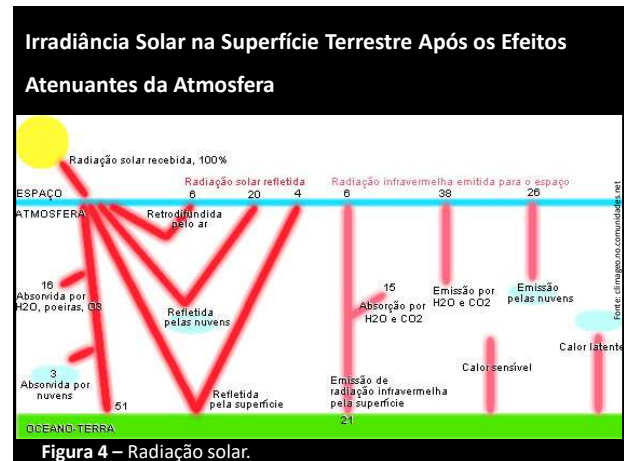 Irradiância Solar na Superfície Terrestre Após os Efeitos
Atenuantes da Atmosfera
Radiação solar recebida, 100%
Radiação solar refletida
Radiação infravermelha emitida para o espaço
ESPAÇO
6
20
4
6
38
26
ATMOSFERA
Retrodifundida
pelo ar
16
Absorvida por
H2O, poeiras, O3
Refletida
pelas nuvens
15
Absorção por
H2O e CO2
Emissão por
H2O e CO2
Emissão
pelas nuvens
Calor sensível
Calor latente
3
Absorvida por
nuvens
51
Refletida
pela superfície
Emissão de
radiação infravermelha
pela superfície
21
OCEANO-TERRA
Fonte: climageo.no.comunidades.net
Figura 4 – Radiação solar.